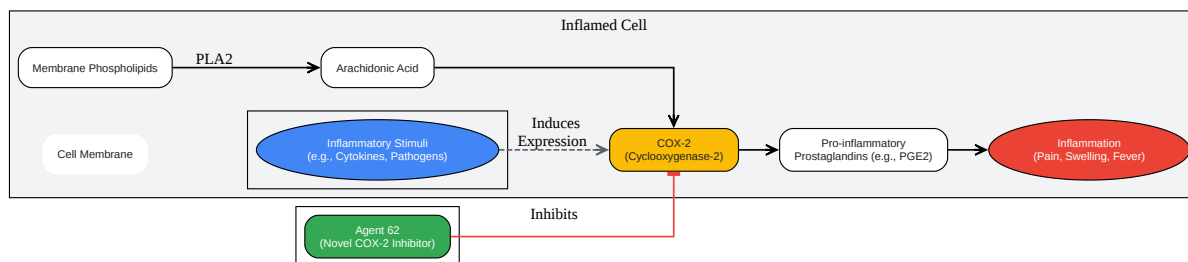 Inflamed Cell
Membrane Phospholipids
PLA2
Arachidonic Acid
Cell Membrane
Inflammatory Stimuli
(e.g., Cytokines, Pathogens)
Induces
Expression
COX-2
(Cyclooxygenase-2)
Pro-inflammatory
Prostaglandins (e.g., PGE2)
Inflammation
(Pain, Swelling, Fever)
Inhibits
Agent 62
(Novel COX-2 Inhibitor)